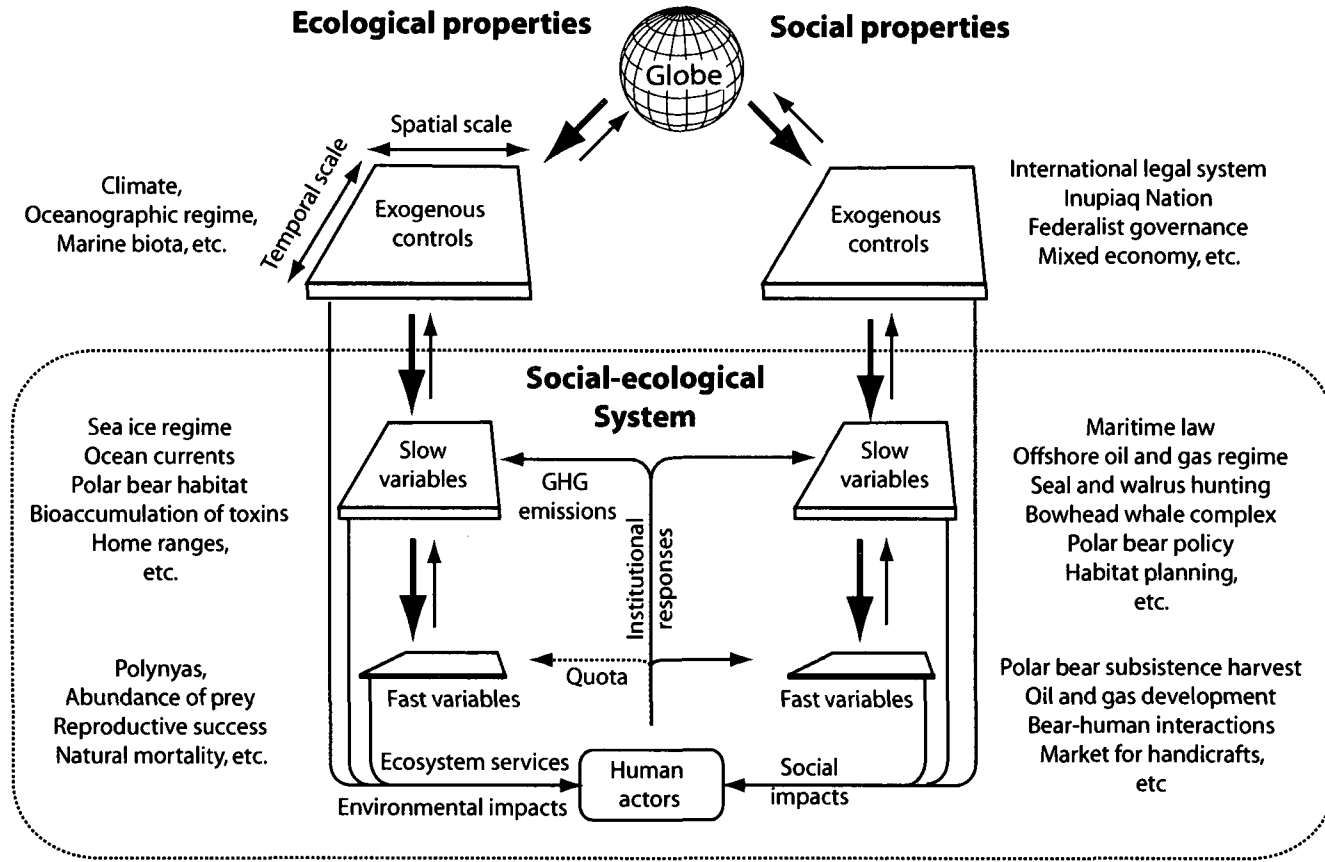 Ecological properties
Social properties
Globe
Spatial scale
Temporal scale
Climate,
Oceanographic regime,
Marine biota, etc.
Exogenous
controls
Exogenous
controls
International legal system
Inupiaq Nation
Federalist governance
Mixed economy, etc.
Social-ecological
System
Sea ice regime
Ocean currents
Polar bear habitat
Bioaccumulation of toxins
Home ranges,
etc.
Slow
variables
GHG
emissions
Institutional
responses
Slow
variables
Maritime law
Offshore oil and gas regime
Seal and walrus hunting
Bowhead whale complex
Polar bear policy
Habitat planning,
etc.
Polynyas,
Abundance of prey
Reproductive success
Natural mortality, etc.
Fast variables
Quota
Fast variables
Polar bear subsistence harvest
Oil and gas development
Bear-human interactions
Market for handicrafts,
etc
Ecosystem services
Environmental impacts
Human
actors
Social
impacts